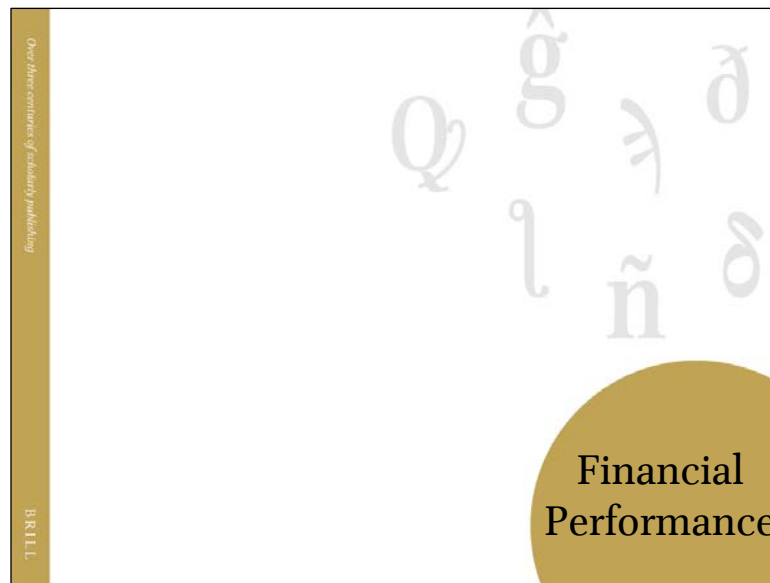 Over three centuries of scholarly publishing
BRILL
ĝ
ð
Q
ñ
δ
Financial
Performance